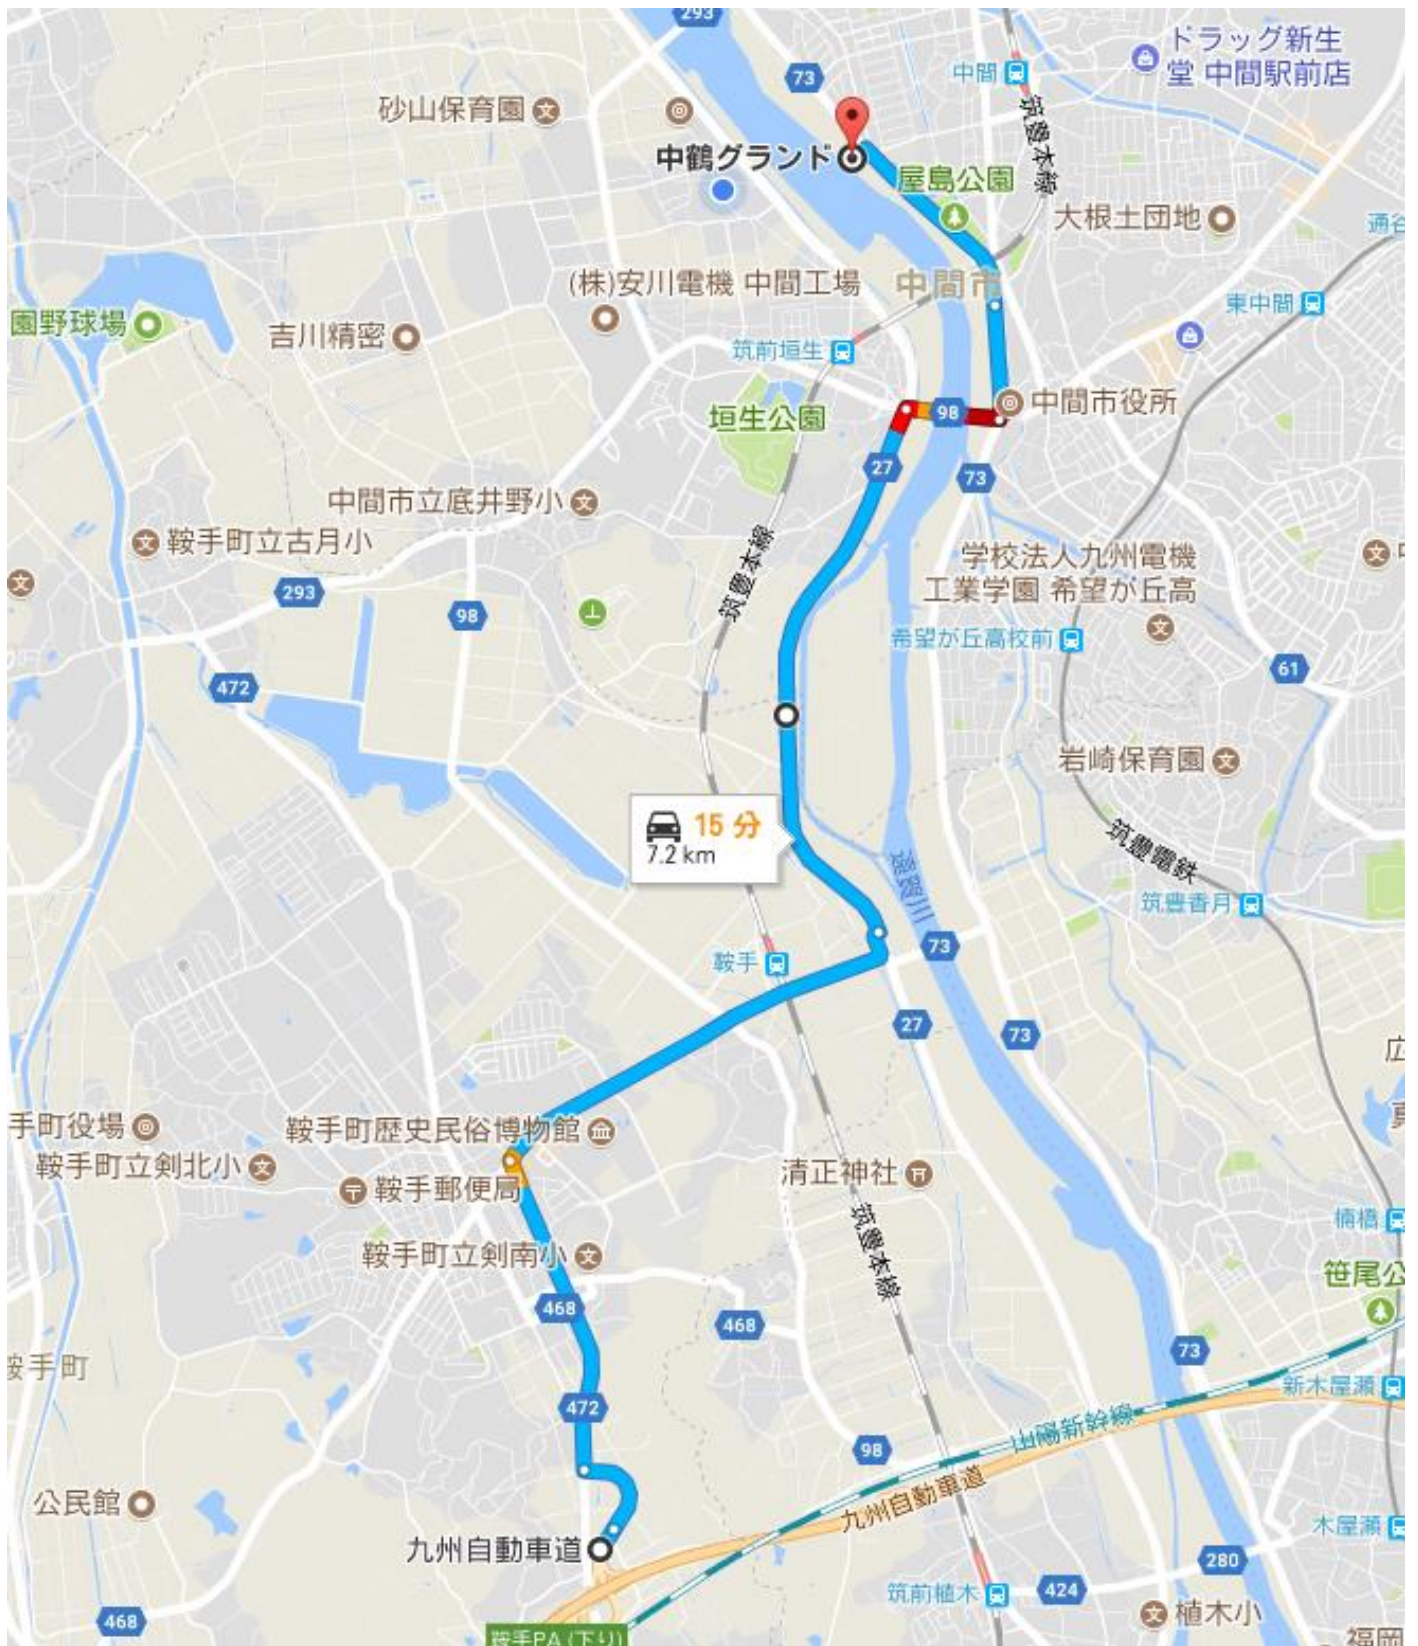 293
ドラッグ新生
堂 中間駅前店
73
中間
砂山保育園
筑豊本線
中鶴グランド
屋島公園
大根土団地
通谷
(株)安川電機 中間工場
中間市
東中間
園野球場
吉川精密
筑前垣生
98
中間市役所
垣生公園
27
73
中間市立底井野小
鞍手町立古月小
筑豊本線
学校法人九州電機
工業学園 希望が丘高
293
98
希望が丘高校前
61
472
岩崎保育園
15 分
7.2 km
筑豊電鉄
遠賀川
筑豊香月
73
鞍手
27
73
手町役場
鞍手町歴史民俗博物館
鞍手町立剣北小
鞍手郵便局
清正神社
楠橋
筑豊本線
鞍手町立剣南小
笹尾公
468
468
73
鞍手町
新木屋瀬
472
山陽新幹線
98
九州自動車道
公民館
木屋瀬
九州自動車道
280
筑前植木
424
468
植木小
鞍手PA (下り)
福岡